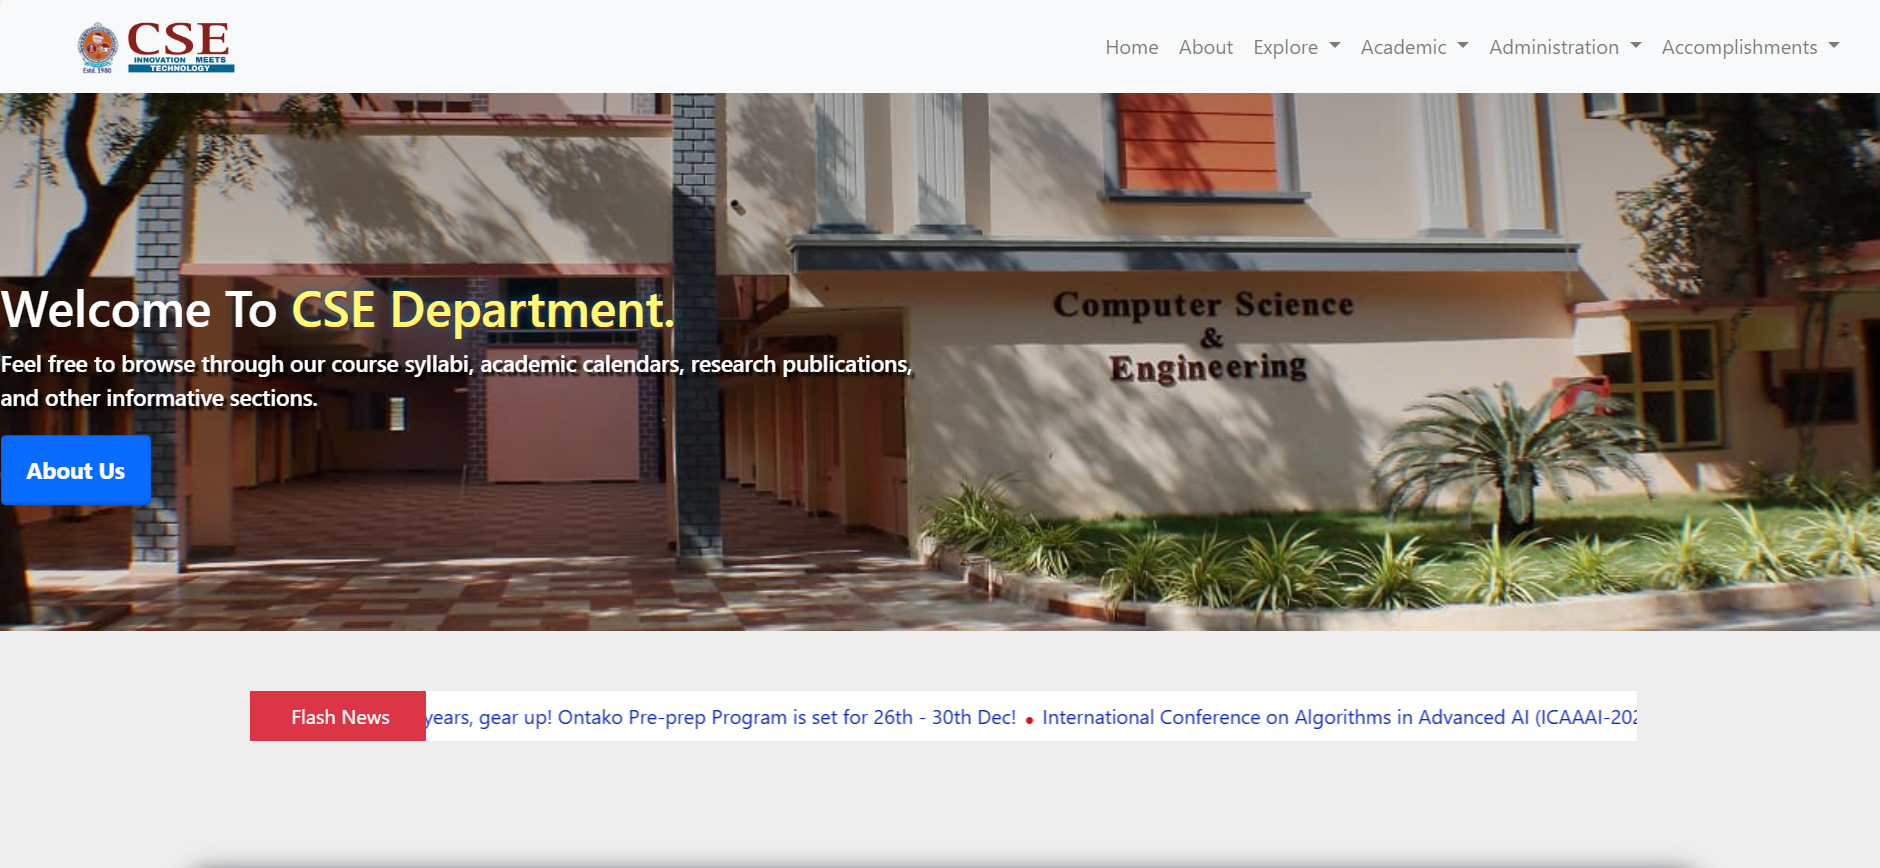 CSE
INNOVATION MEETS
TECHNOLOGY
Estd. 1980
Home About Explore Academic Administration Accomplishments
Welcome To CSE Department.
Feel free to browse through our course syllabi, academic calendars, research publications,
and other informative sections.
About Us
Computer Science
&
Engineering
Flash News years, gear up! Ontako Pre-prep Program is set for 26th - 30th Dec! • International Conference on Algorithms in Advanced AI (ICAAAI-202